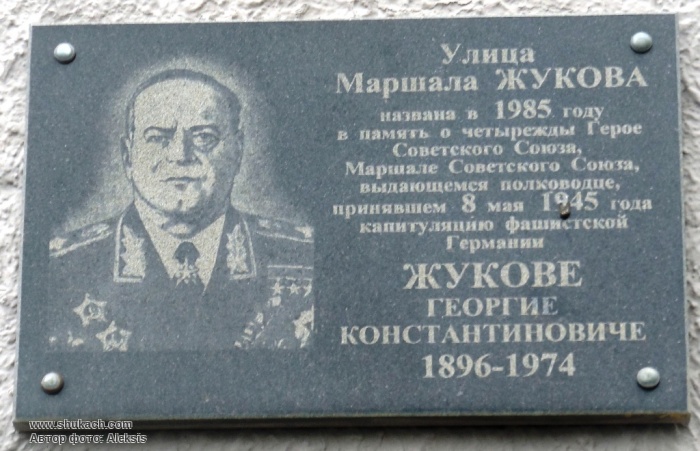 Улица
Маршала ЖУКОВА
названа в 1985 году
в память о четырежды Герое
Советского Союза,
Маршале Советского Союза,
выдающемся полководце,
принявшем 8 мая 1945 года
капитуляцию фашистской
Германии
ЖУКОВЕ
ГЕОРГИЕ
КОНСТАНТИНОВИЧЕ
1896-1974
www.shukach.com
Автор фото: Aleksis